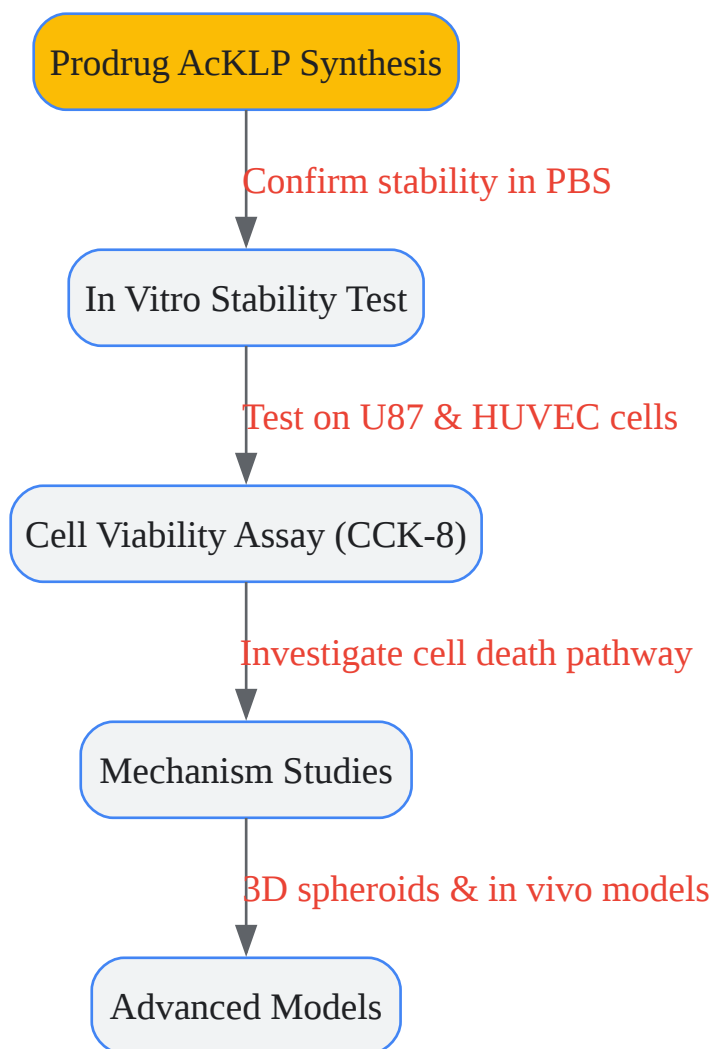 Prodrug AcKLP Synthesis
Confirm stability in PBS
In Vitro Stability Test
Test on U87 & HUVEC cells
Cell Viability Assay (CCK-8)
Investigate cell death pathway
Mechanism Studies
3D spheroids & in vivo models
Advanced Models